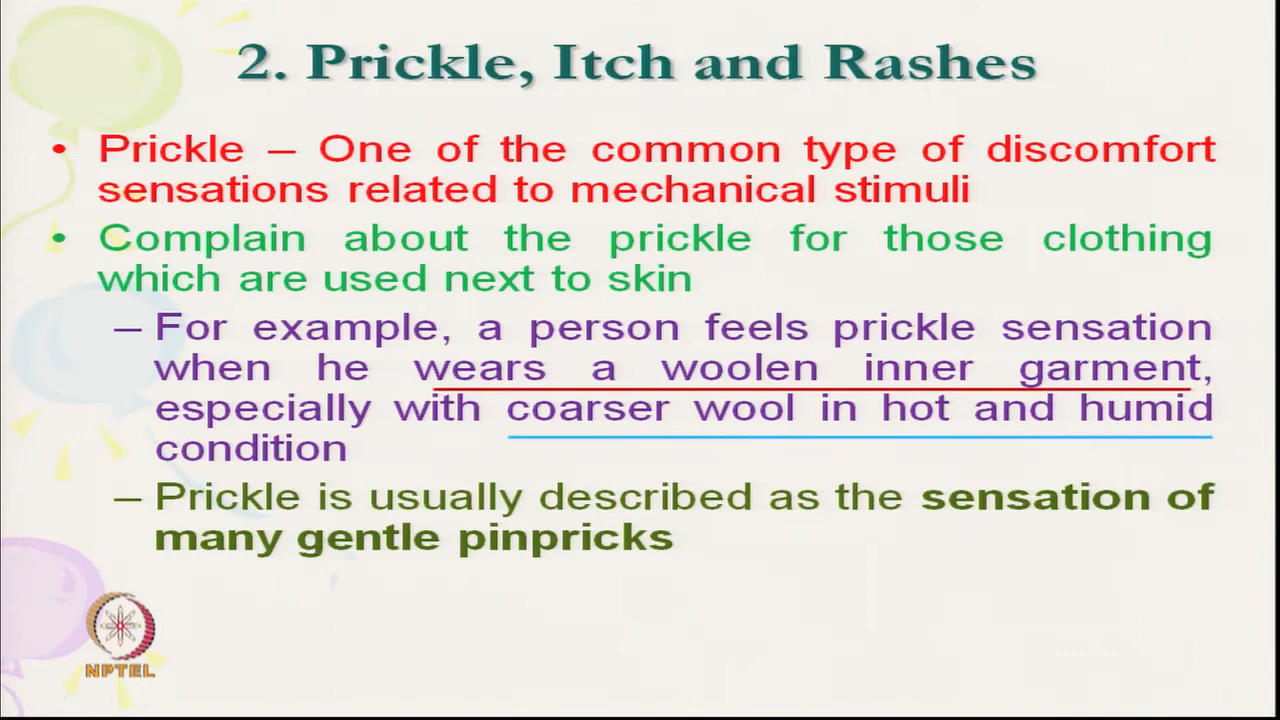 2. Prickle, Itch and Rashes
• Prickle – One of the common type of discomfort
sensations related to mechanical stimuli
• Complain about the prickle for those clothing
which are used next to skin
– For example, a person feels prickle sensation
when he wears a woolen inner garment,
especially with coarser wool in hot and humid
condition
– Prickle is usually described as the sensation of
many gentle pinpricks
NPTEL